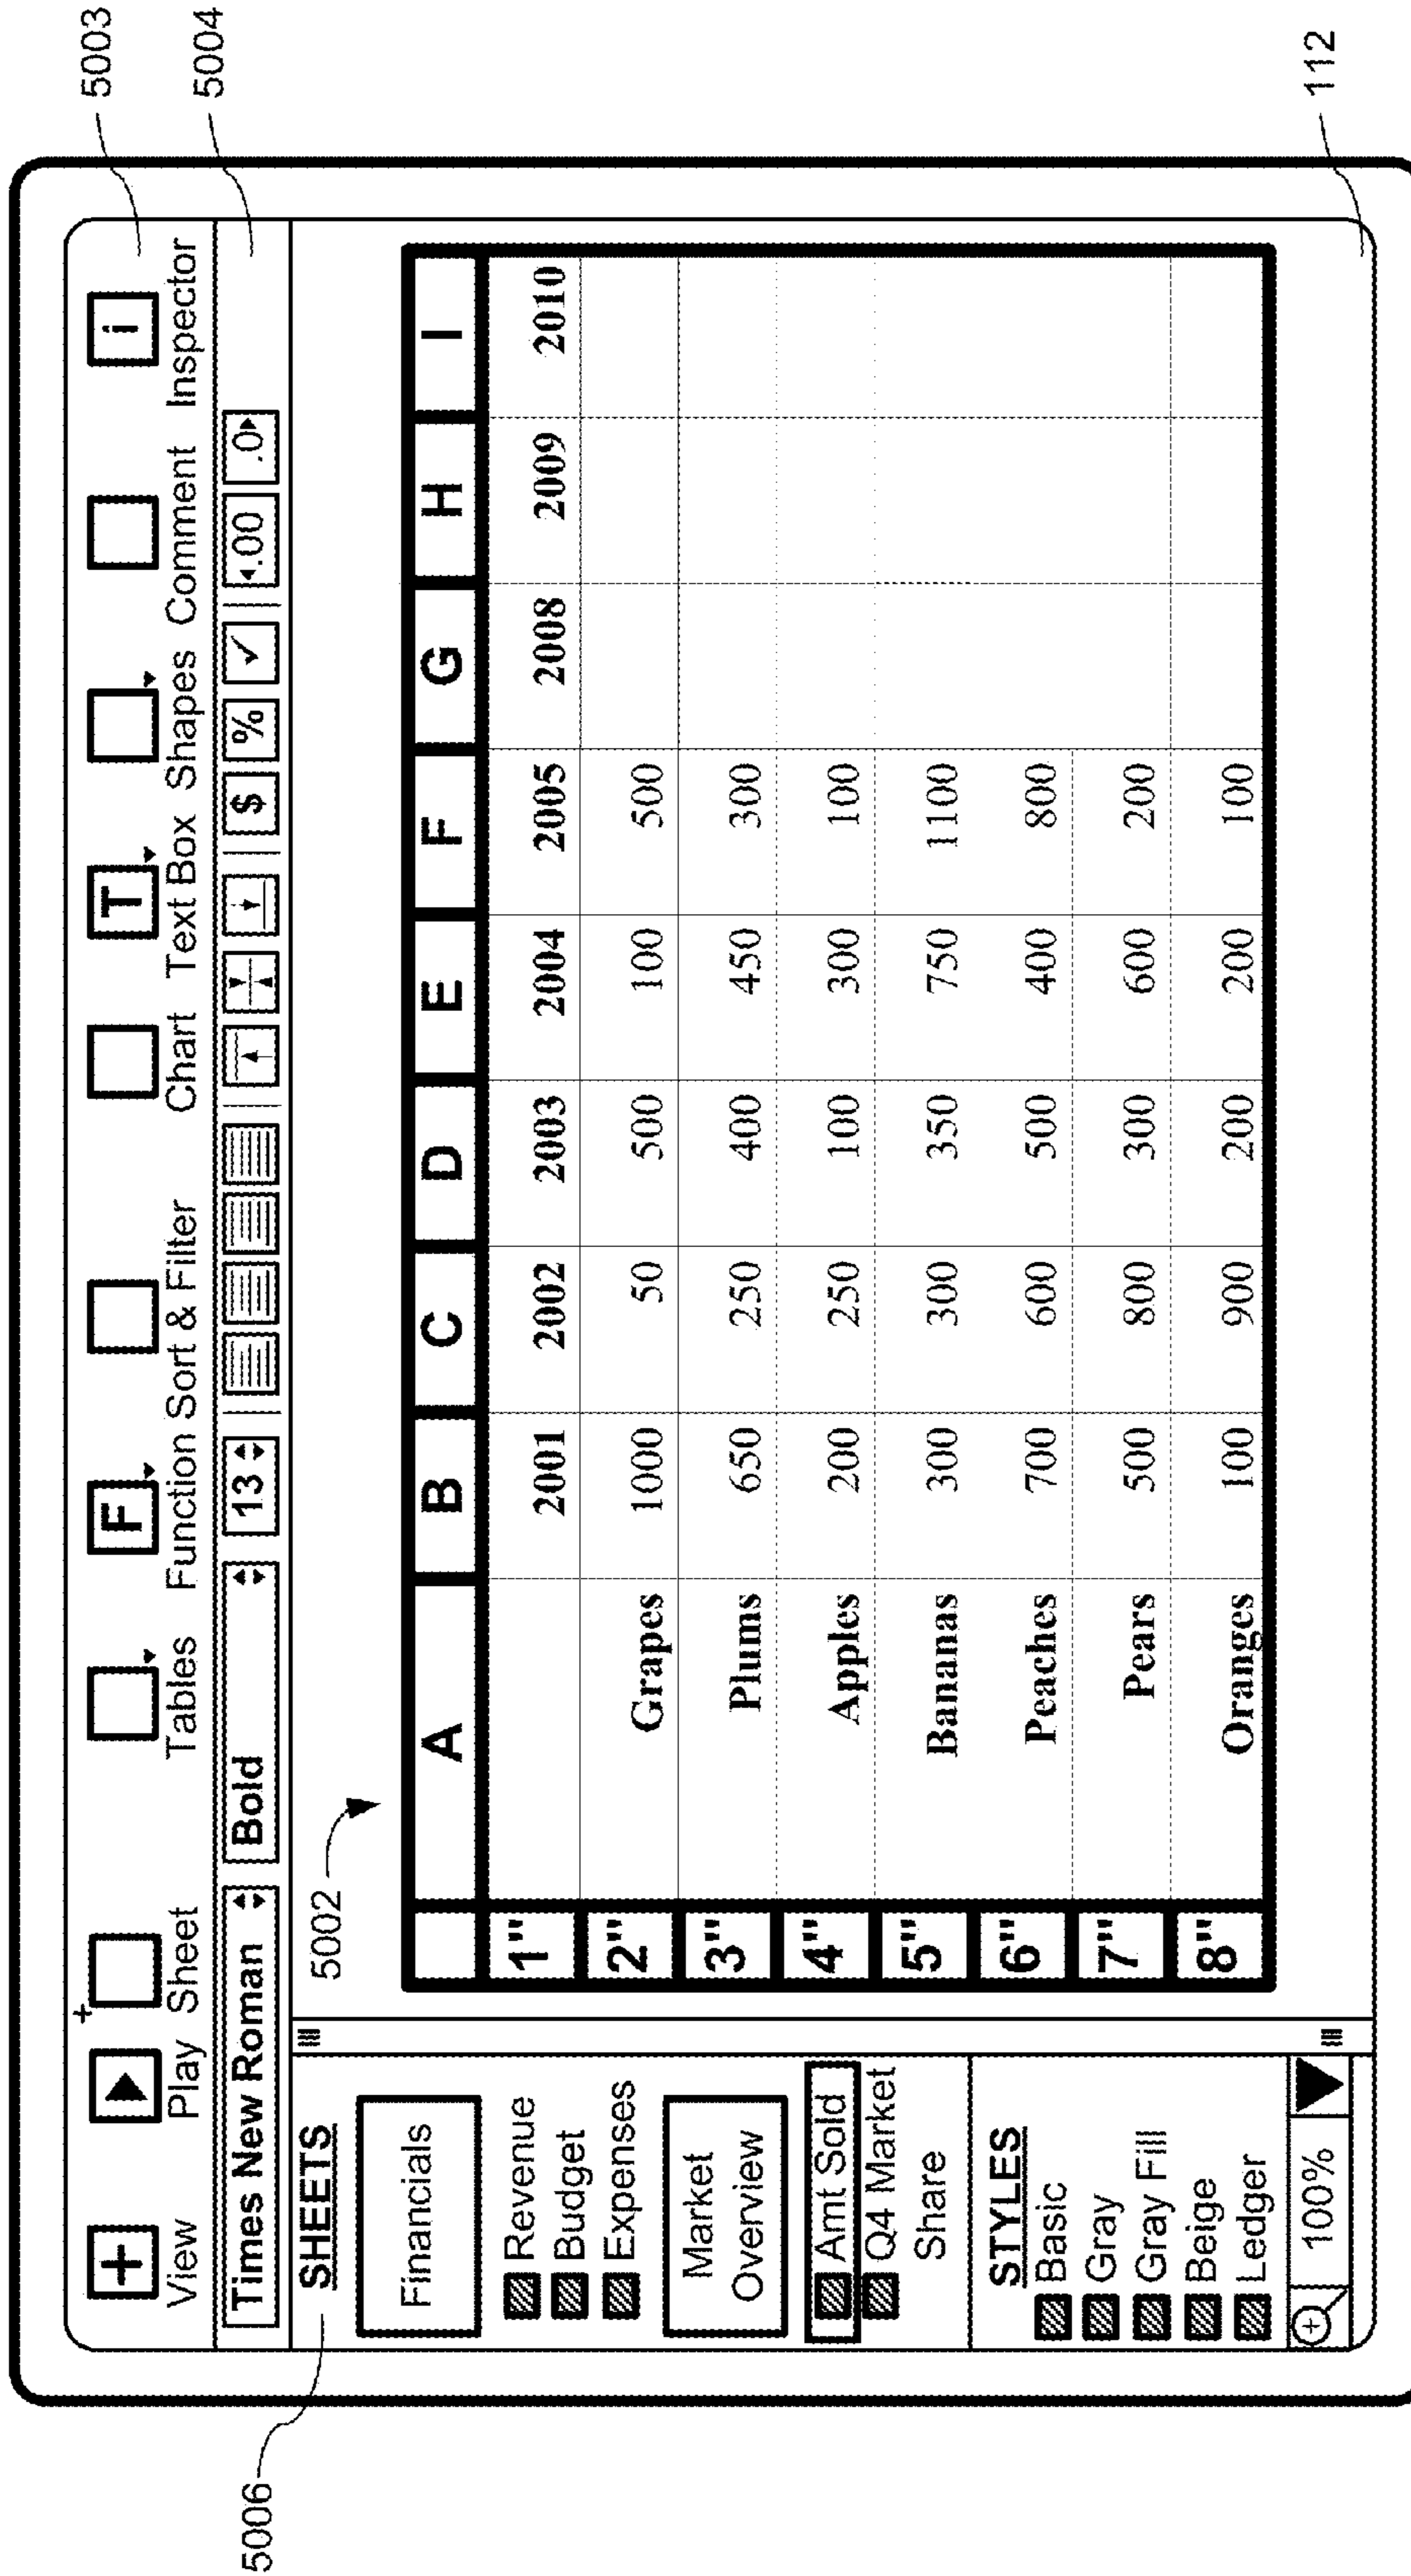 5003
5004
+ F T i
View Play Sheet Tables Function Sort & Filter Chart Text Box Shapes Comment Inspector
Times New Roman Bold 13 $ % ✓ .00 .0
5006
SHEETS
Financials
Revenue
Budget
Expenses
Market
Overview
Amt Sold
Q4 Market
Share
STYLES
Basic
Gray
Gray Fill
Beige
Ledger
100%
5002
A B C D E F G H I
1" 2001 2002 2003 2004 2005 2008 2009 2010
2" Grapes 1000 50 500 100 500
3" Plums 650 250 400 450 300
4" Apples 200 250 100 300 100
5" Bananas 300 300 350 750 1100
6" Peaches 700 600 500 400 800
7" Pears 500 800 300 600 200
8" Oranges 100 900 200 200 100
112